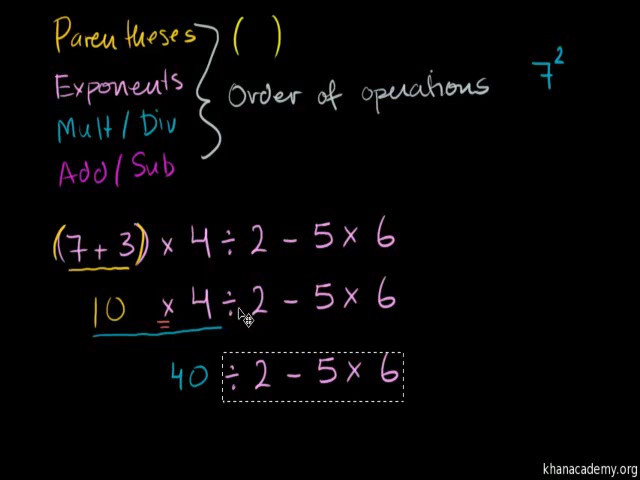 Parentheses ( )
Exponents
Order of operations 7²
Mult / Div
Add / Sub
(7 + 3) × 4 ÷ 2 − 5 × 6
10 × 4 ÷ 2 − 5 × 6
40 ÷ 2 − 5 × 6
khanacademy.org